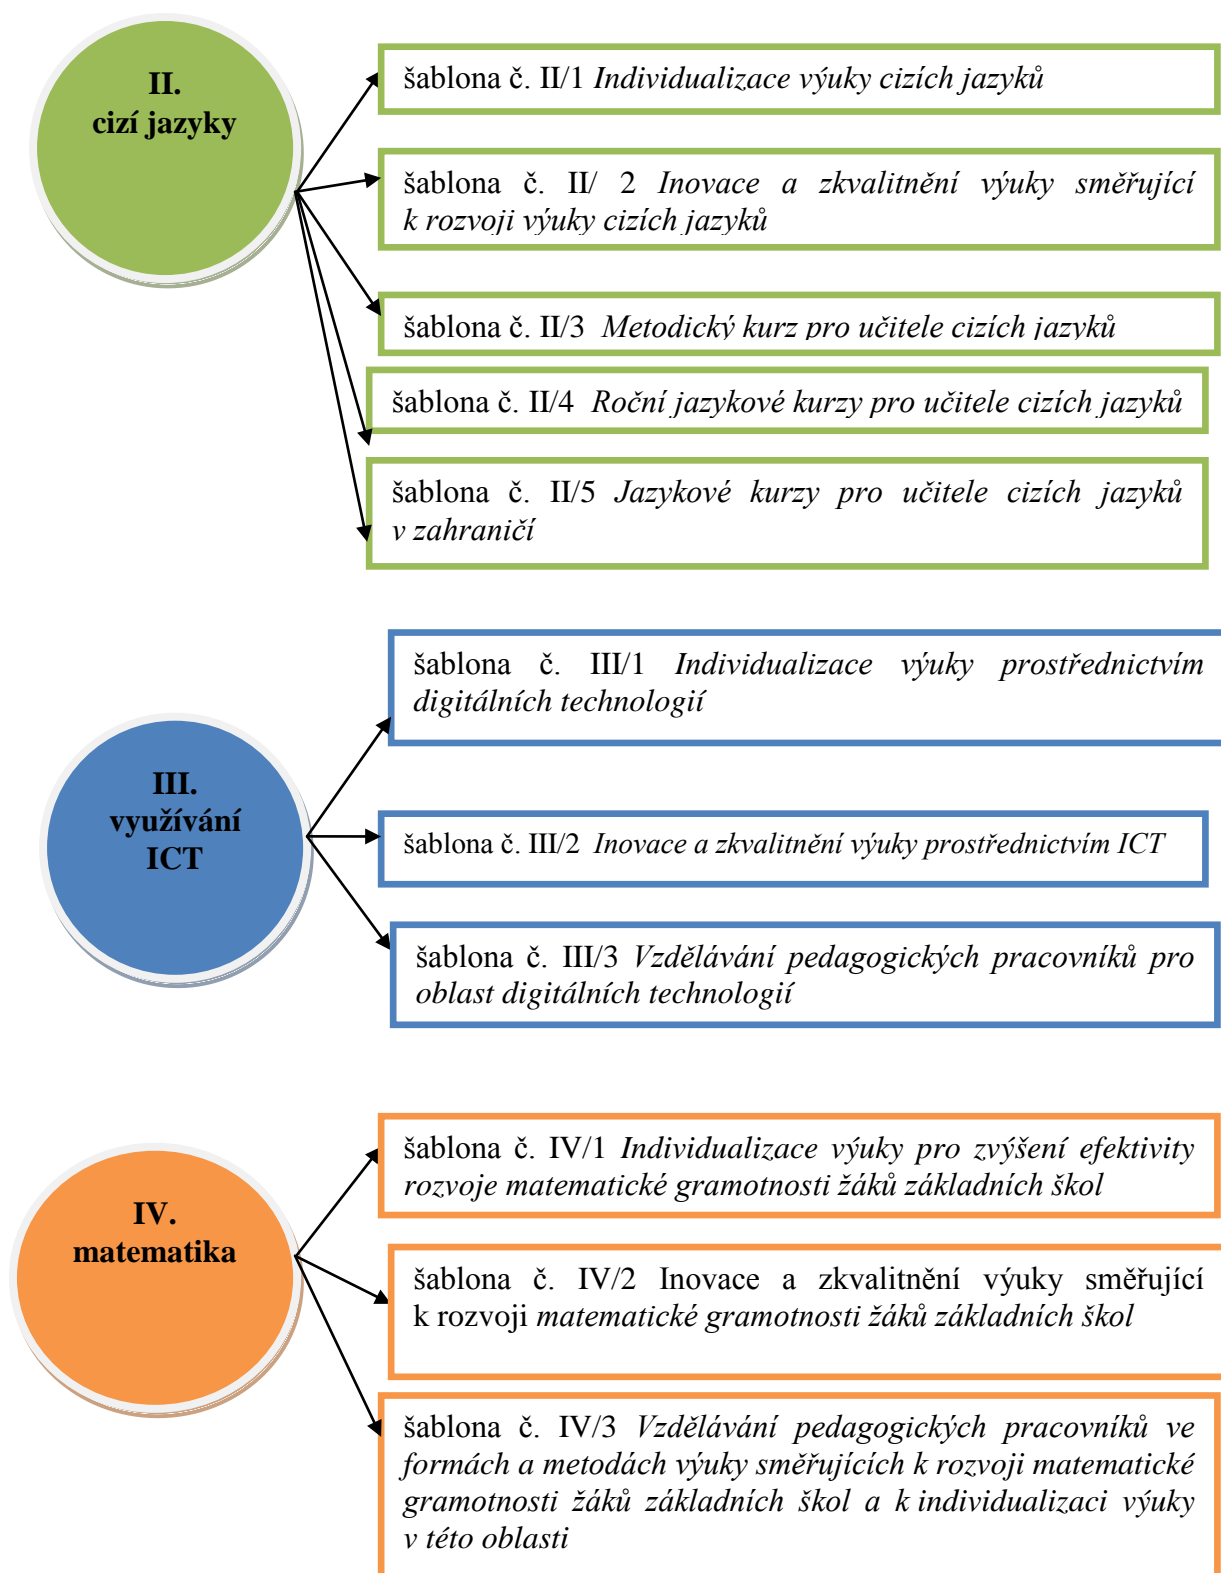 II.
cizí jazyky
šablona č. II/1 Individualizace výuky cizích jazyků
šablona č. II/ 2 Inovace a zkvalitnění výuky směřující
k rozvoji výuky cizích jazyků
šablona č. II/3 Metodický kurz pro učitele cizích jazyků
šablona č. II/4 Roční jazykové kurzy pro učitele cizích jazyků
šablona č. II/5 Jazykové kurzy pro učitele cizích jazyků
v zahraničí
III.
využívání
ICT
šablona č. III/1 Individualizace výuky prostřednictvím
digitálních technologií
šablona č. III/2 Inovace a zkvalitnění výuky prostřednictvím ICT
šablona č. III/3 Vzdělávání pedagogických pracovníků pro
oblast digitálních technologií
IV.
matematika
šablona č. IV/1 Individualizace výuky pro zvýšení efektivity
rozvoje matematické gramotnosti žáků základních škol
šablona č. IV/2 Inovace a zkvalitnění výuky směřující
k rozvoji matematické gramotnosti žáků základních škol
šablona č. IV/3 Vzdělávání pedagogických pracovníků ve
formách a metodách výuky směřujících k rozvoji matematické
gramotnosti žáků základních škol a k individualizaci výuky
v této oblasti